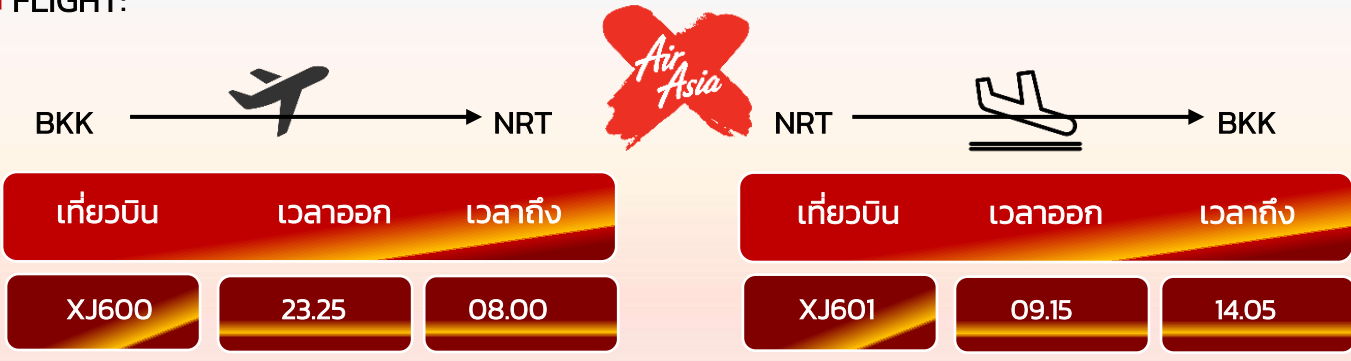 FLIGHT:
Air
Asia
BKK NRT
NRT BKK
เที่ยวบิน เวลาออก เวลาถึง
XJ600 23.25 08.00
เที่ยวบิน เวลาออก เวลาถึง
XJ601 09.15 14.05